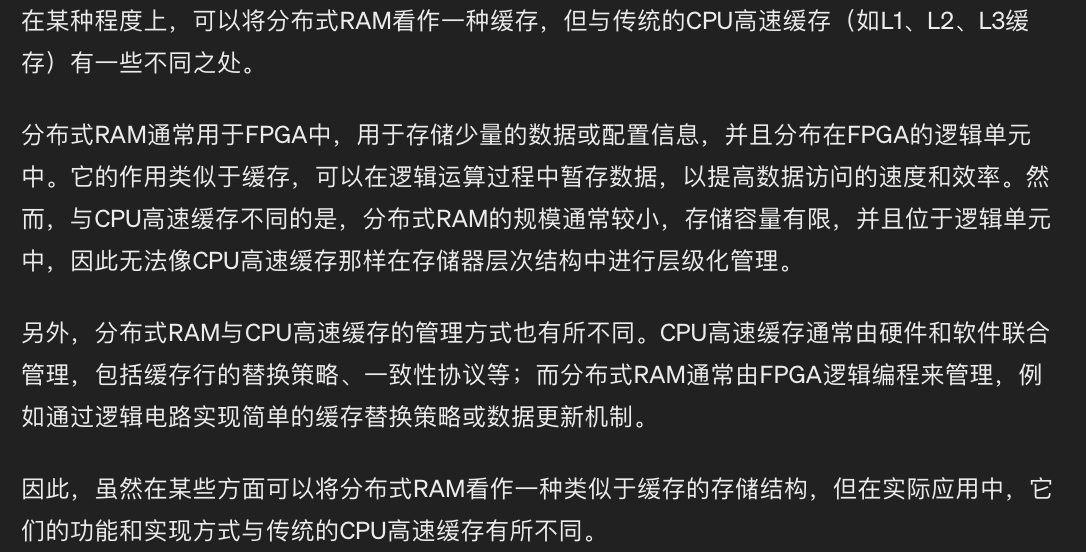 在某种程度上，可以将分布式RAM看作一种缓存，但与传统的CPU高速缓存（如L1、L2、L3缓
存）有一些不同之处。
分布式RAM通常用于FPGA中，用于存储少量的数据或配置信息，并且分布在FPGA的逻辑单元
中。它的作用类似于缓存，可以在逻辑运算过程中暂存数据，以提高数据访问的速度和效率。然
而，与CPU高速缓存不同的是，分布式RAM的规模通常较小，存储容量有限，并且位于逻辑单元
中，因此无法像CPU高速缓存那样在存储器层次结构中进行层级化管理。
另外，分布式RAM与CPU高速缓存的管理方式也有所不同。CPU高速缓存通常由硬件和软件联合
管理，包括缓存行的替换策略、一致性协议等；而分布式RAM通常由FPGA逻辑编程来管理，例
如通过逻辑电路实现简单的缓存替换策略或数据更新机制。
因此，虽然在某些方面可以将分布式RAM看作一种类似于缓存的存储结构，但在实际应用中，它
们的功能和实现方式与传统的CPU高速缓存有所不同。